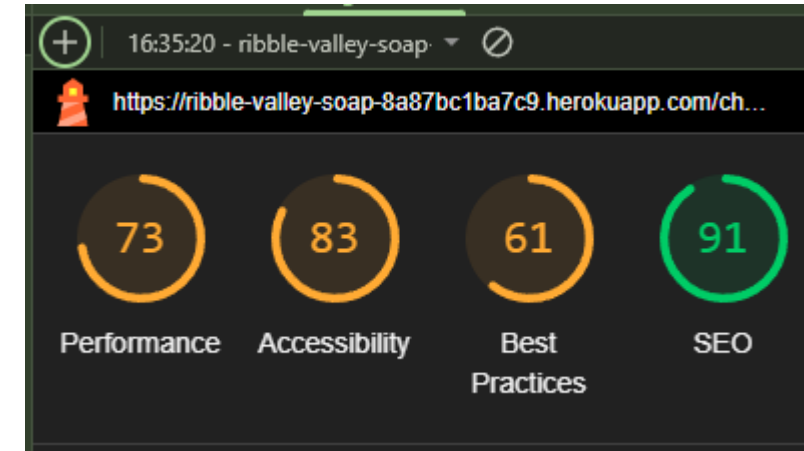 16:35:20 - ribble-valley-soap-
https://ribble-valley-soap-8a87bc1ba7c9.herokuapp.com/ch...
73 83 61 91
Performance Accessibility Best Practices SEO